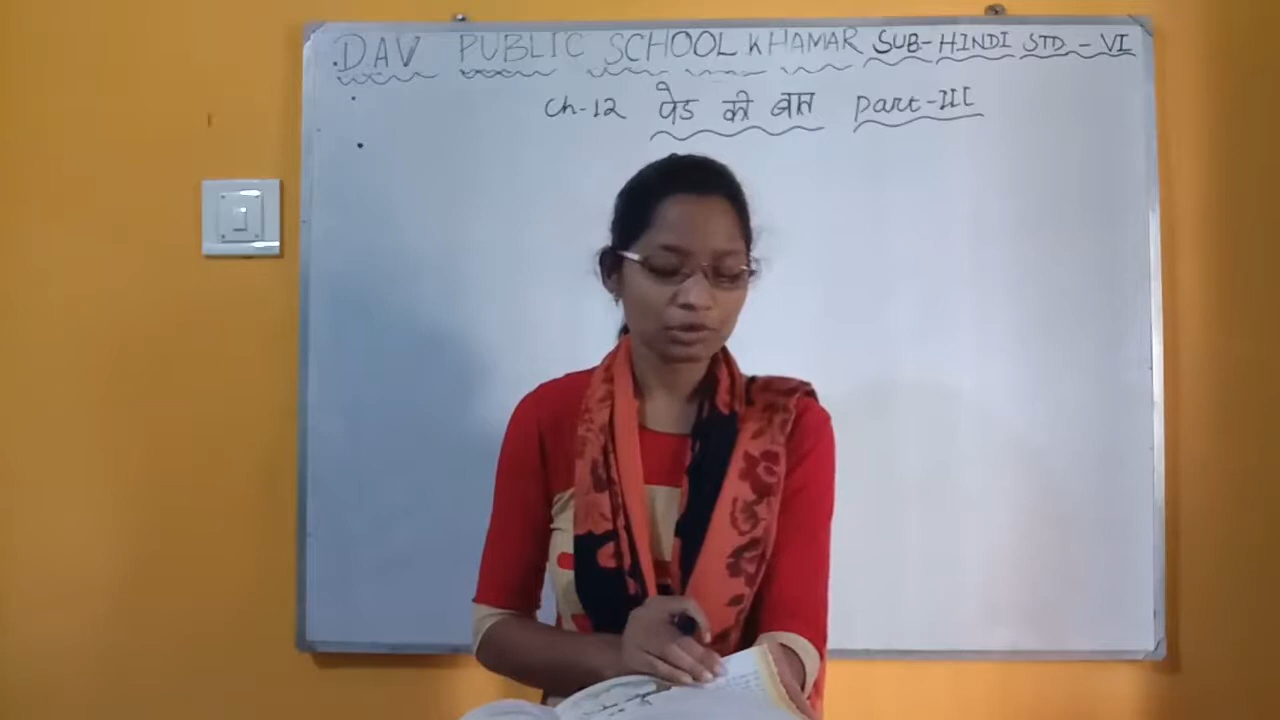 DAV PUBLIC SCHOOL KHAMAR SUB-HINDI STD-VI
Ch-12 पेड की बात Part-III